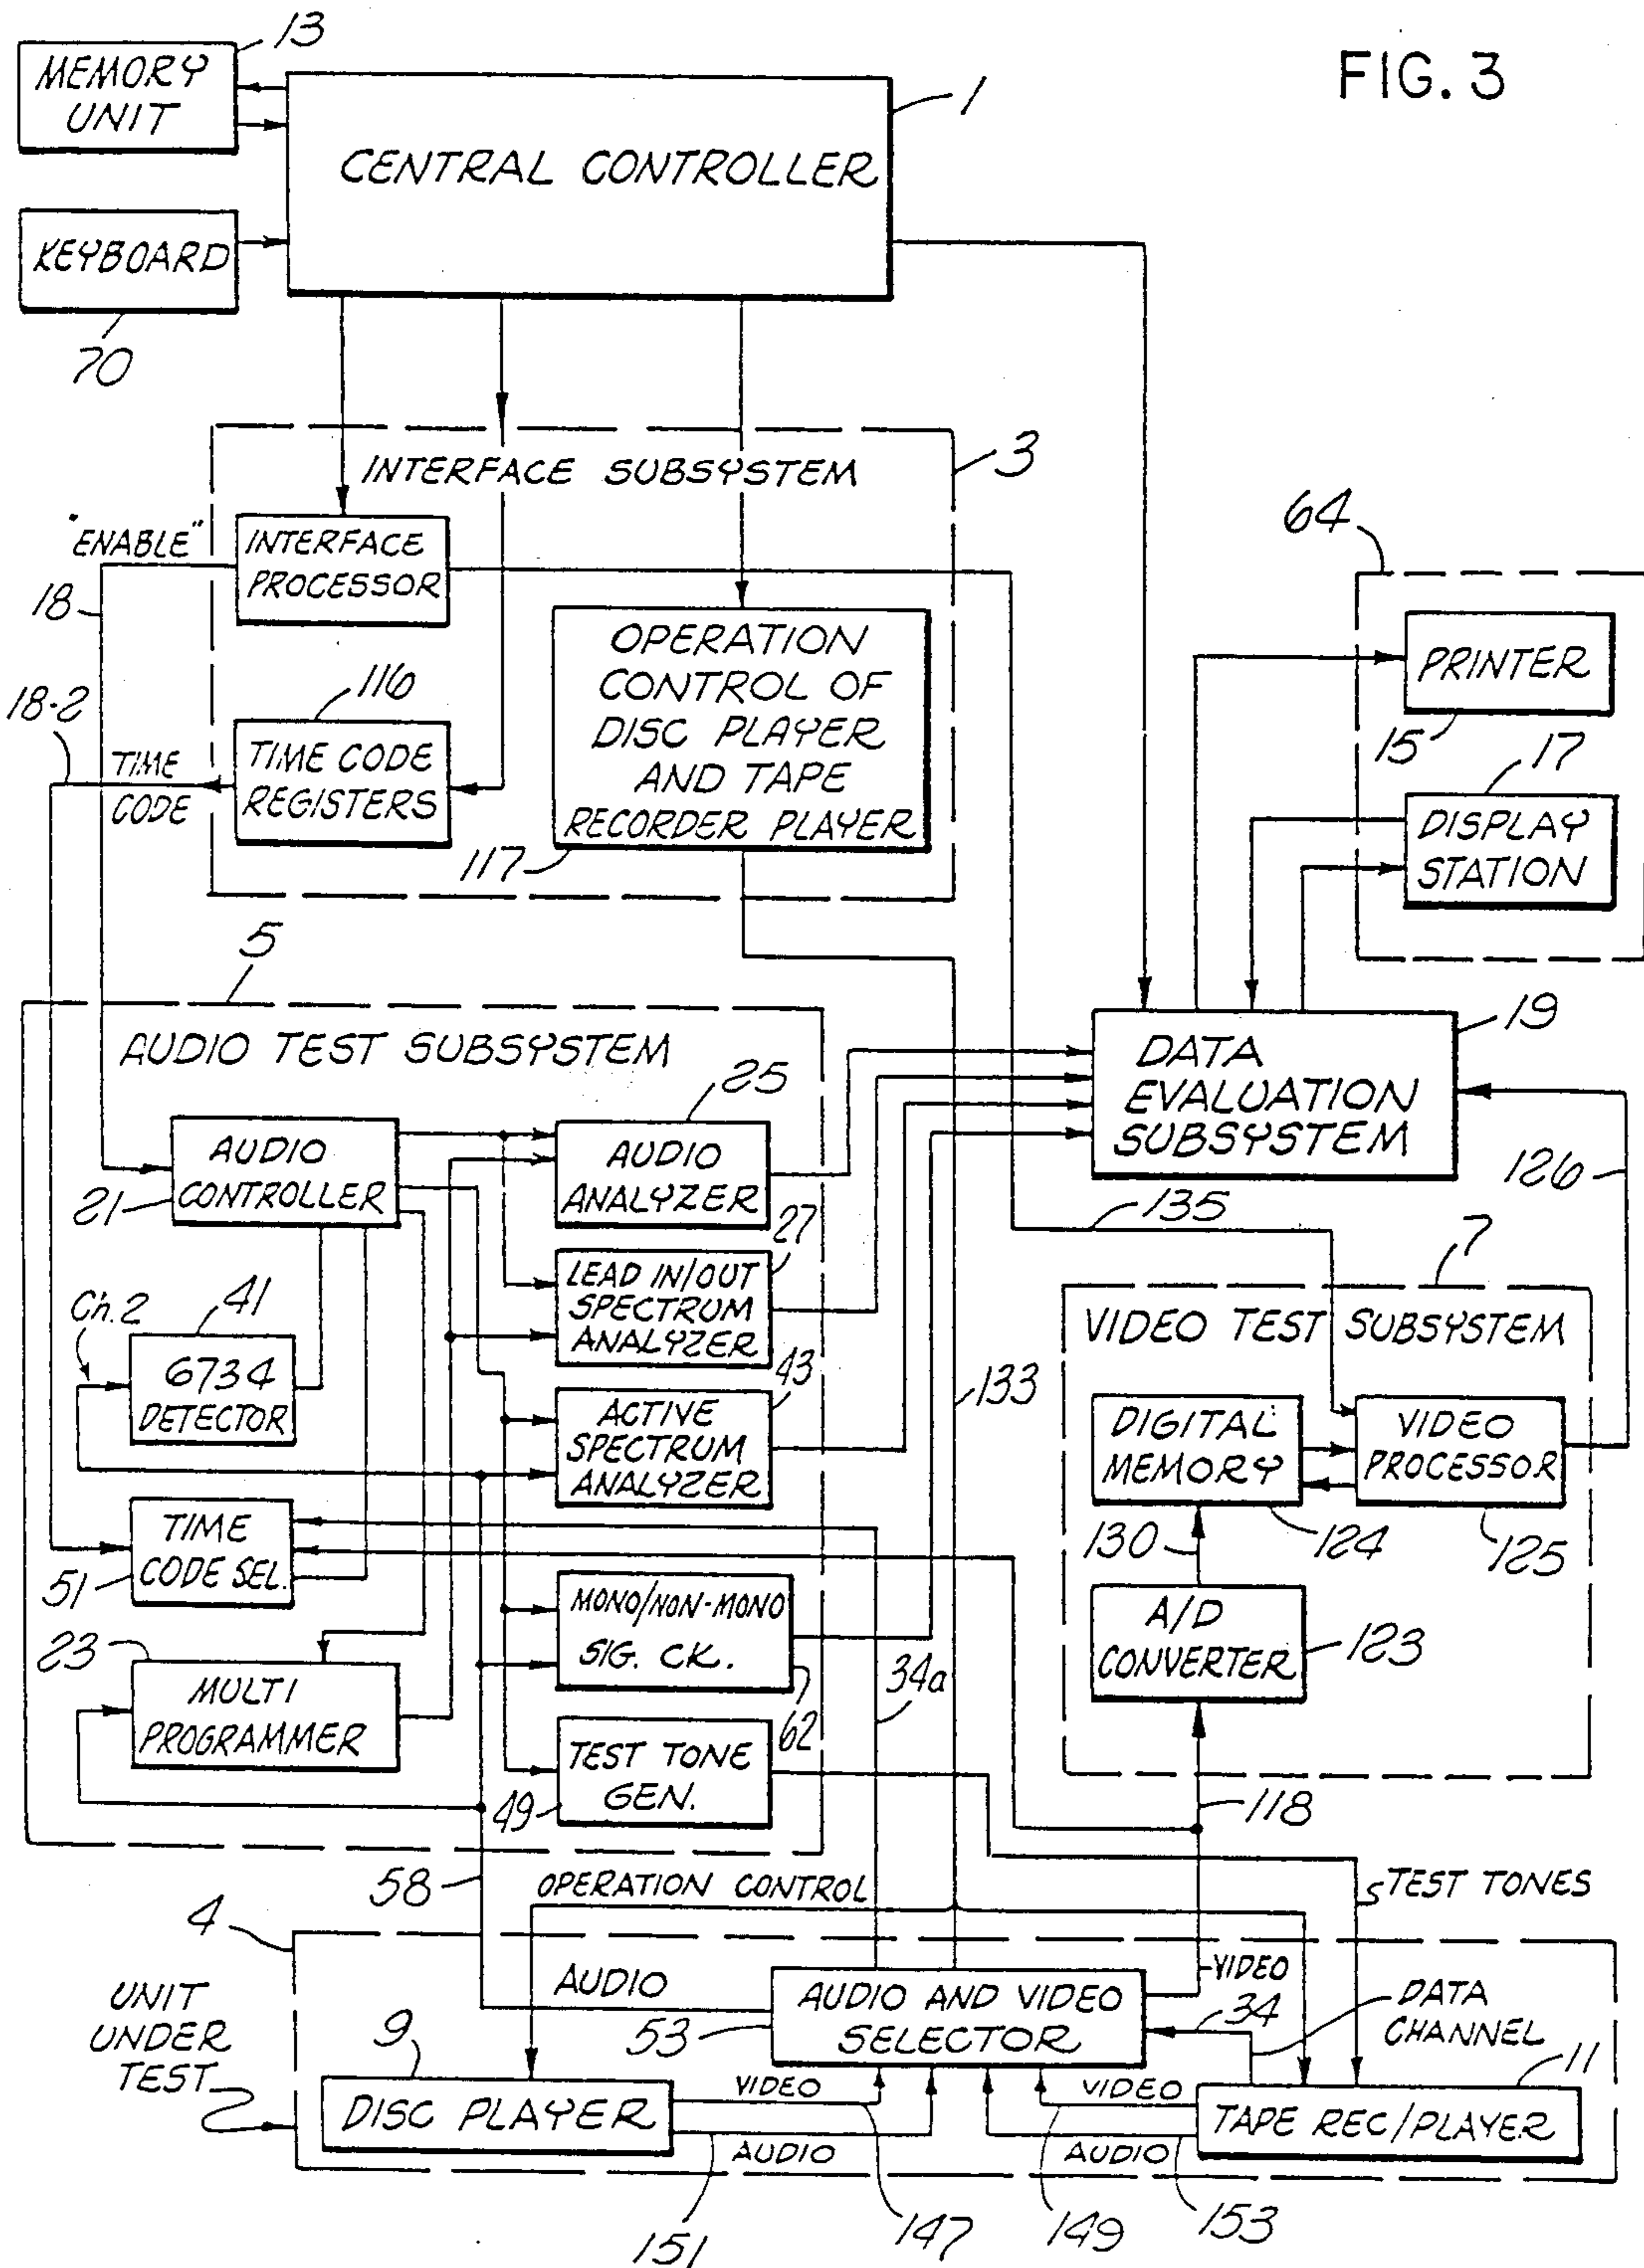 FIG. 3
13
MEMORY
UNIT
1
CENTRAL CONTROLLER
KEYBOARD
70
3
INTERFACE SUBSYSTEM
"ENABLE"
INTERFACE
PROCESSOR
18
64
OPERATION
CONTROL OF
DISC PLAYER
AND TAPE
RECORDER PLAYER
117
PRINTER
15
116
18-2
TIME
CODE
TIME CODE
REGISTERS
17
DISPLAY
STATION
5
AUDIO TEST SUBSYSTEM
19
DATA
EVALUATION
SUBSYSTEM
25
AUDIO
CONTROLLER
21
AUDIO
ANALYZER
126
135
27
LEAD IN/OUT
SPECTRUM
ANALYZER
7
VIDEO TEST SUBSYSTEM
Ch. 2
41
6734
DETECTOR
43
ACTIVE
SPECTRUM
ANALYZER
133
DIGITAL
MEMORY
VIDEO
PROCESSOR
130
124
125
TIME
CODE SEL.
51
MONO/NON-MONO
SIG. CK.
62
34a
A/D
CONVERTER
123
23
MULTI
PROGRAMMER
TEST TONE
GEN.
49
118
58
OPERATION CONTROL
TEST TONES
4
AUDIO
VIDEO
UNIT
UNDER
TEST
AUDIO AND VIDEO
SELECTOR
53
34
DATA
CHANNEL
9
DISC PLAYER
VIDEO
AUDIO
VIDEO
AUDIO
11
TAPE REC/PLAYER
151
147
149
153